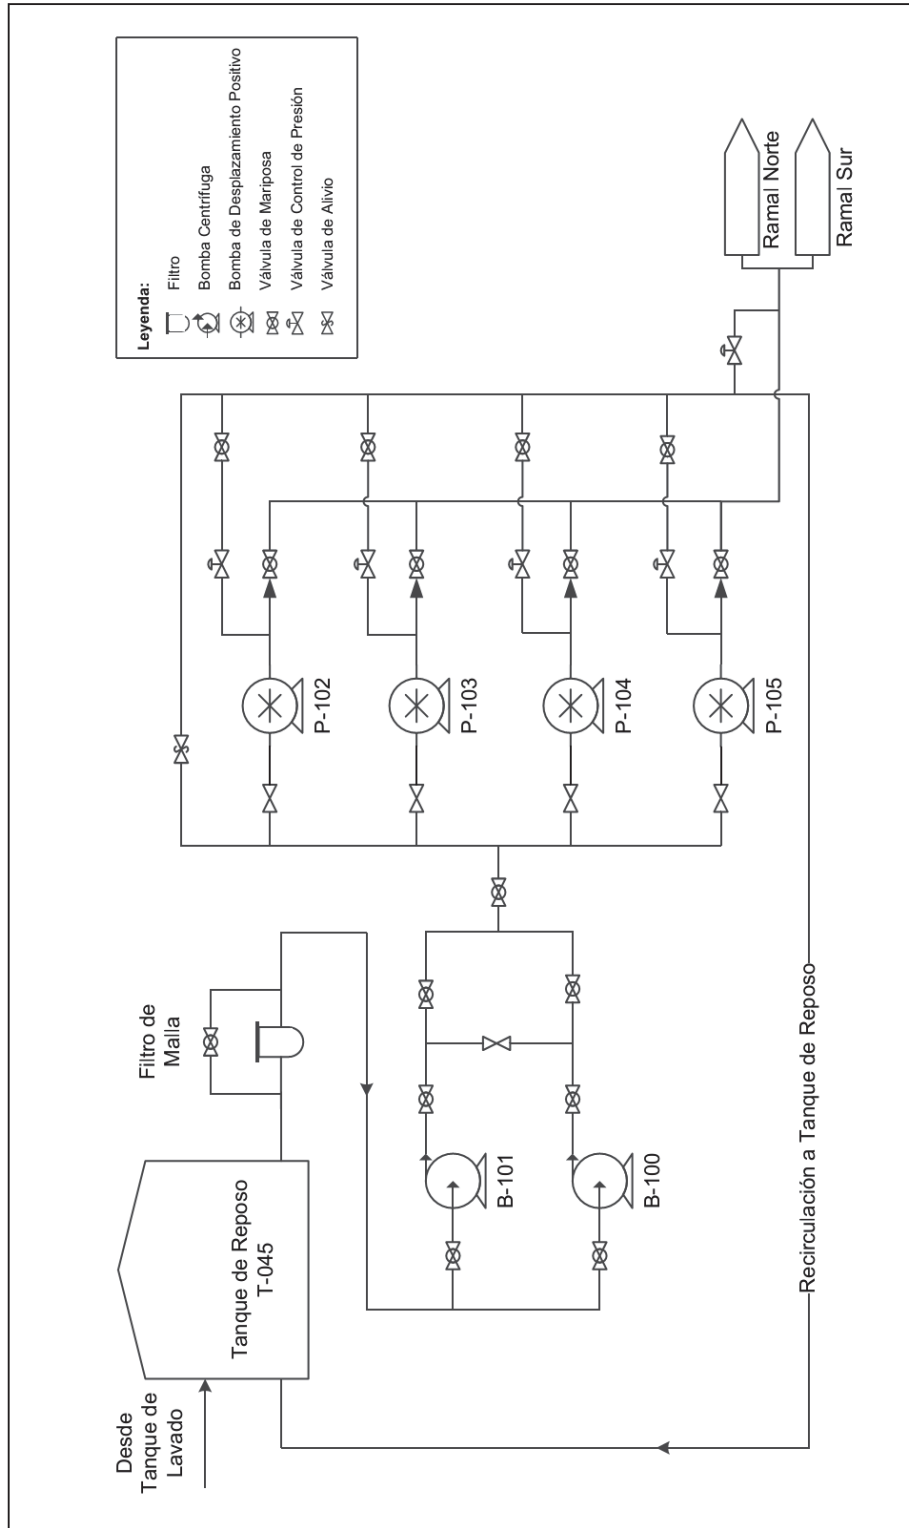 Leyenda:
Filtro
Bomba Centrífuga
Bomba de Desplazamiento Positivo
Válvula de Mariposa
Válvula de Control de Presión
Válvula de Alivio
Desde
Tanque de
Lavado
Tanque de Reposo
T-045
Filtro de
Malla
B-101
B-100
P-102
P-103
P-104
P-105
Ramal Norte
Ramal Sur
Recirculación a Tanque de Reposo